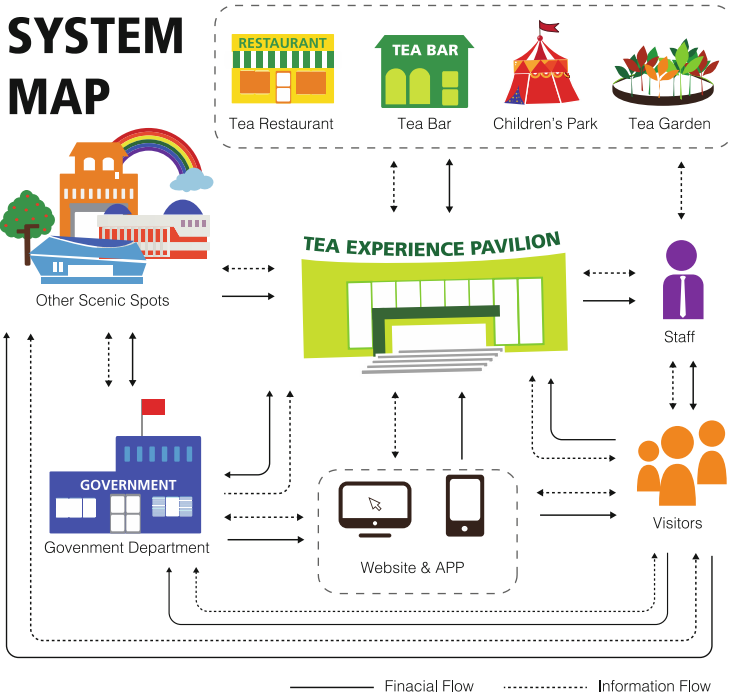 SYSTEM
MAP
RESTAURANT
TEA BAR
Tea Restaurant
Tea Bar
Children's Park
Tea Garden
TEA EXPERIENCE PAVILION
Other Scenic Spots
Staff
GOVERNMENT
Govenment Department
Website & APP
Visitors
Finacial Flow
Information Flow